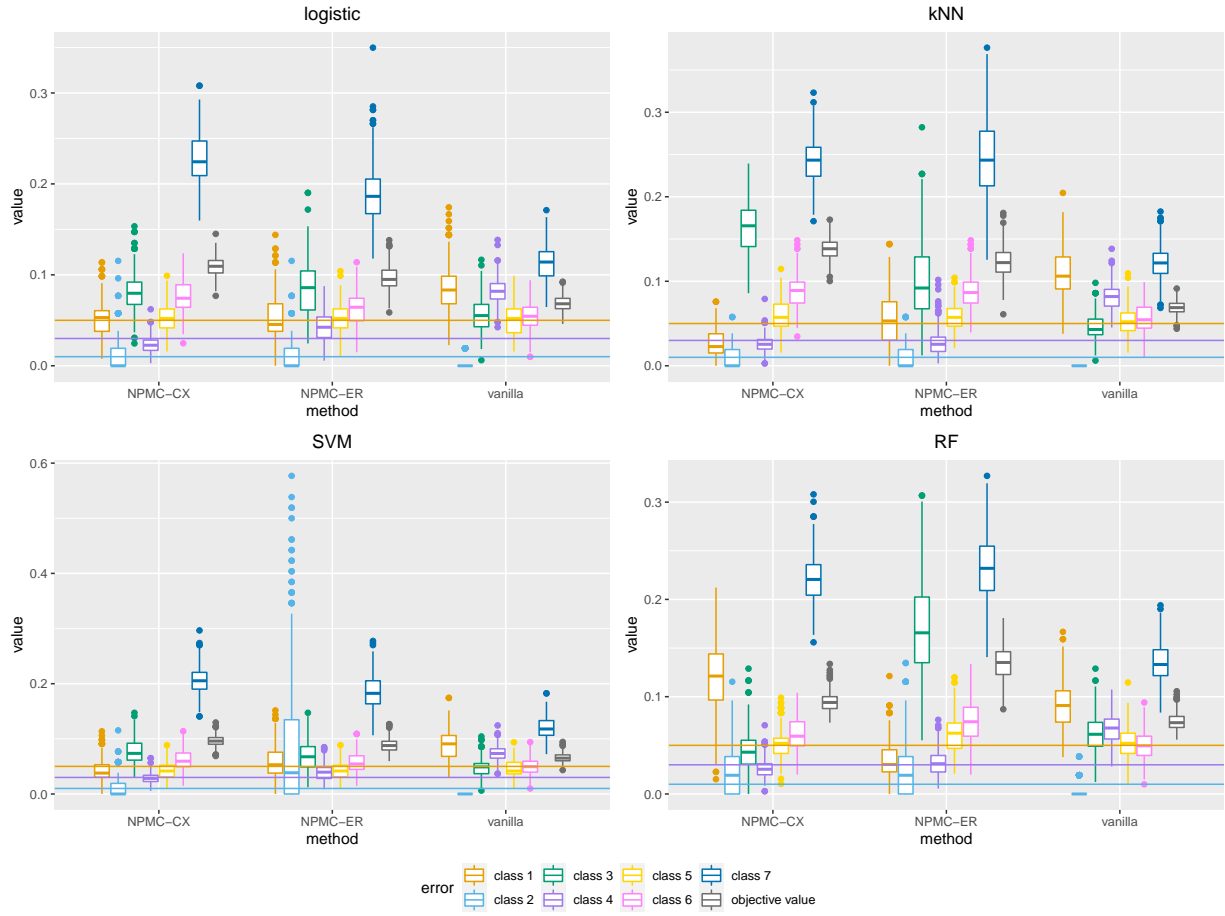 logistic
kNN
0.3
0.2
0.1
0.0
value
NPMC−CX
NPMC−ER
vanilla
method
0.3
0.2
0.1
0.0
value
NPMC−CX
NPMC−ER
vanilla
method
SVM
RF
0.6
0.4
0.2
0.0
value
NPMC−CX
NPMC−ER
vanilla
method
0.3
0.2
0.1
0.0
value
NPMC−CX
NPMC−ER
vanilla
method
error
class 1
class 3
class 5
class 7
class 2
class 4
class 6
objective value